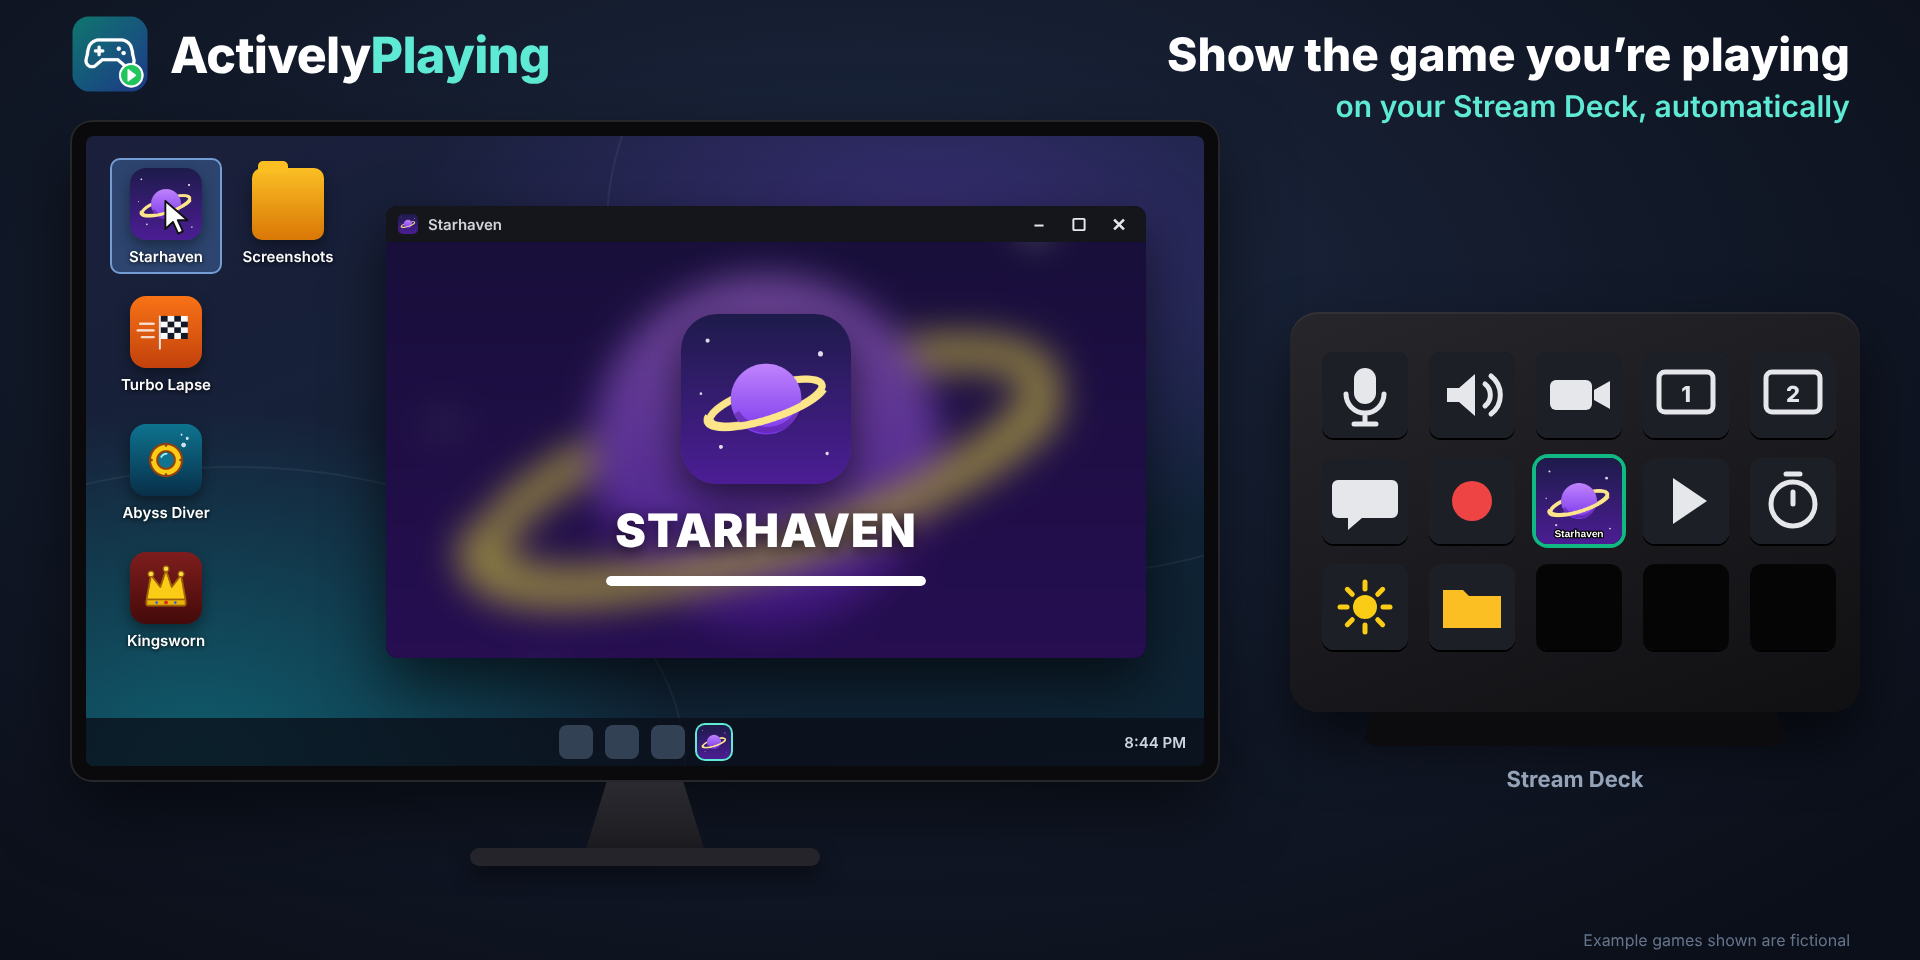 ActivelyPlaying
Show the game you’re playing
on your Stream Deck, automatically
Starhaven
Screenshots
Turbo Lapse
Abyss Diver
Kingsworn
Starhaven
STARHAVEN
8:44 PM
1
2
Starhaven
Stream Deck
Example games shown are fictional